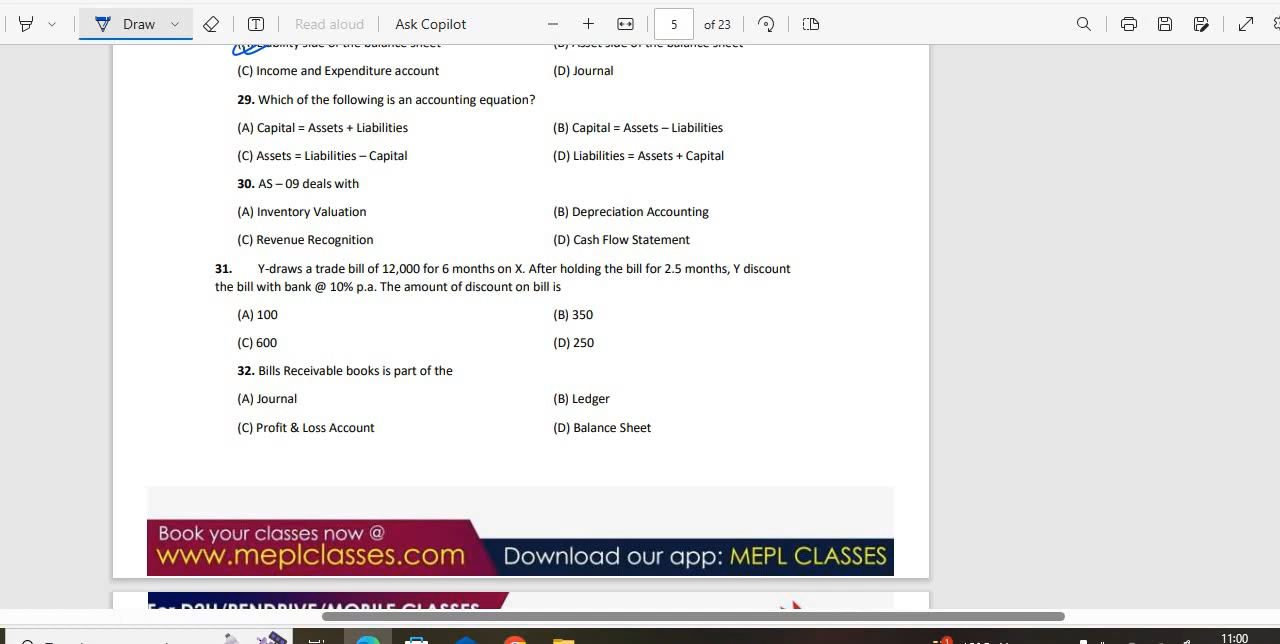 Draw
Read aloud
Ask Copilot
5
of 23
(C) Income and Expenditure account
(D) Journal
29. Which of the following is an accounting equation?
(A) Capital = Assets + Liabilities
(B) Capital = Assets – Liabilities
(C) Assets = Liabilities – Capital
(D) Liabilities = Assets + Capital
30. AS – 09 deals with
(A) Inventory Valuation
(B) Depreciation Accounting
(C) Revenue Recognition
(D) Cash Flow Statement
31. Y-draws a trade bill of 12,000 for 6 months on X. After holding the bill for 2.5 months, Y discount
the bill with bank @ 10% p.a. The amount of discount on bill is
(A) 100
(B) 350
(C) 600
(D) 250
32. Bills Receivable books is part of the
(A) Journal
(B) Ledger
(C) Profit & Loss Account
(D) Balance Sheet
Book your classes now @
www.meplclasses.com
Download our app: MEPL CLASSES
11:00